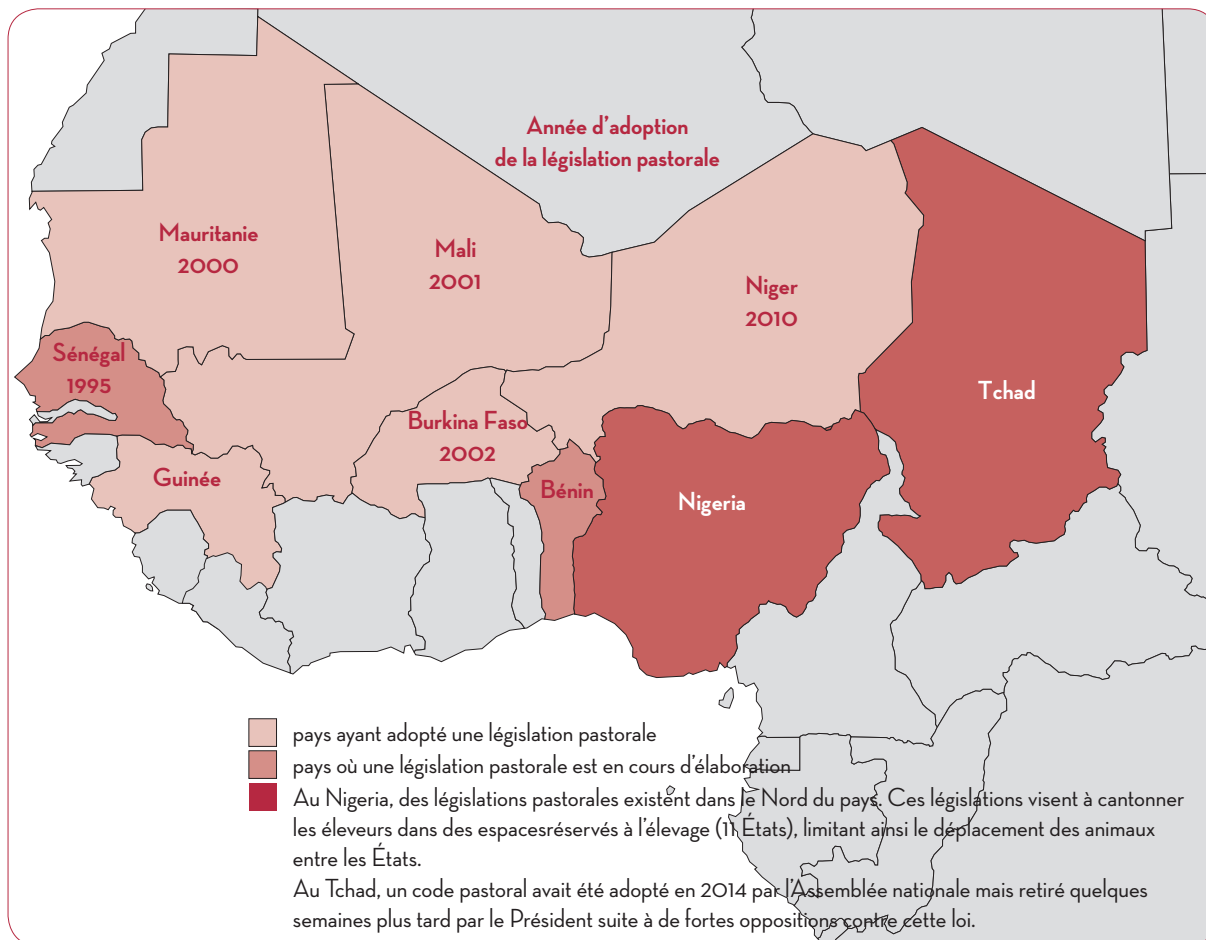 Année d'adoption
de la législation pastorale
Mauritanie
2000
Mali
2001
Niger
2010
Sénégal
1995
Tchad
Burkina Faso
2002
Guinée
Bénin
Nigeria
pays ayant adopté une législation pastorale
pays où une législation pastorale est en cours d'élaboration
Au Nigeria, des législations pastorales existent dans le Nord du pays. Ces législations visent à cantonner
les éleveurs dans des espacesréservés à l'élevage (11 États), limitant ainsi le déplacement des animaux
entre les États.
Au Tchad, un code pastoral avait été adopté en 2014 par l'Assemblée nationale mais retiré quelques
semaines plus tard par le Président suite à de fortes oppositions contre cette loi.